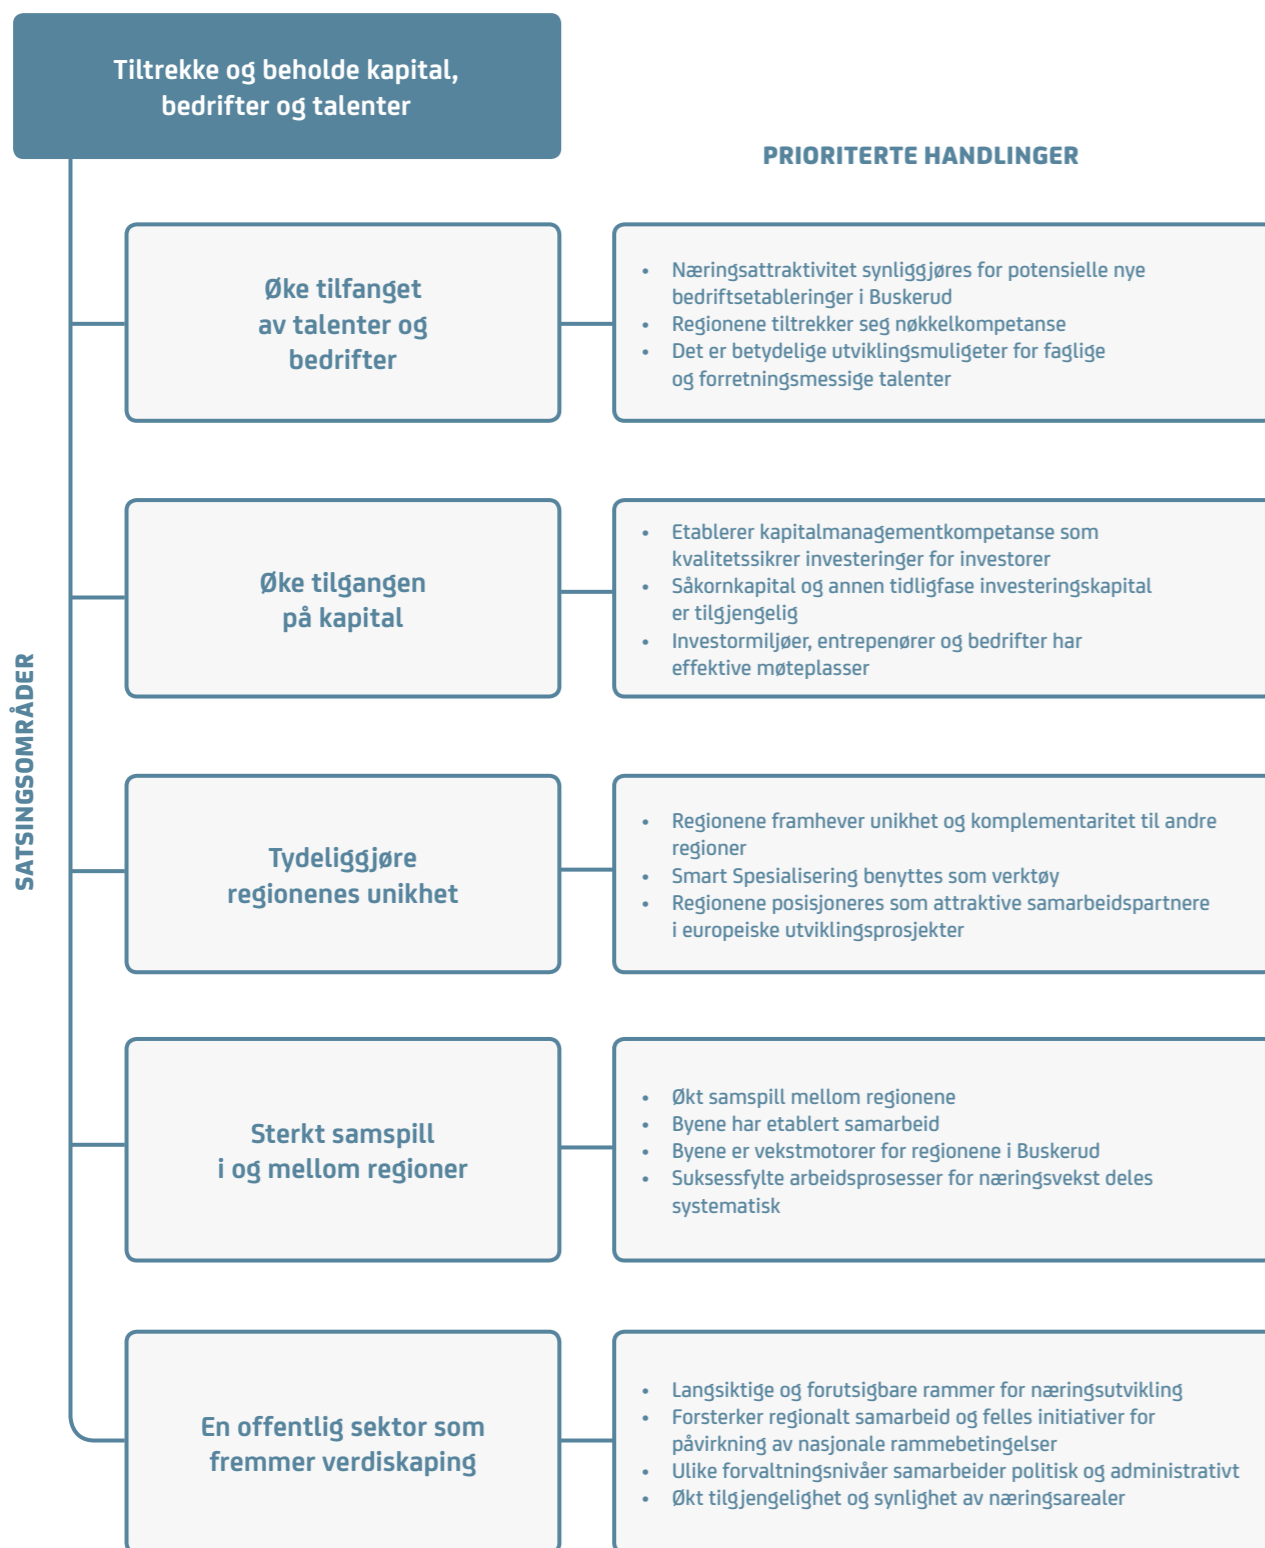 Tiltrekke og beholde kapital,
bedrifter og talenter
PRIORITERTE HANDLINGER
SATSINGSOMRÅDER
Øke tilfanget
av talenter og
bedrifter
• Næringsattraktivitet synliggjøres for potensielle nye
bedriftsetableringer i Buskerud
• Regionene tiltrekker seg nøkkelkompetanse
• Det er betydelige utviklingsmuligeter for faglige
og forretningsmessige talenter
Øke tilgangen
på kapital
• Etablerer kapitalmanagementkompetanse som
kvalitetssikrer investeringer for investorer
• Såkornkapital og annen tidligfase investeringskapital
er tilgjengelig
• Investormiljøer, entrepenører og bedrifter har
effektive møteplasser
Tydeliggjøre
regionenes unikhet
• Regionene framhever unikhet og komplementaritet til andre
regioner
• Smart Spesialisering benyttes som verktøy
• Regionene posisjoneres som attraktive samarbeidspartnere
i europeiske utviklingsprosjekter
Sterkt samspill
i og mellom regioner
• Økt samspill mellom regionene
• Byene har etablert samarbeid
• Byene er vekstmotorer for regionene i Buskerud
• Suksessfylte arbeidsprosesser for næringsvekst deles
systematisk
En offentlig sektor som
fremmer verdiskaping
• Langsiktige og forutsigbare rammer for næringsutvikling
• Forsterker regionalt samarbeid og felles initiativer for
påvirkning av nasjonale rammebetingelser
• Ulike forvaltningsnivåer samarbeider politisk og administrativt
• Økt tilgjengelighet og synlighet av næringsarealer